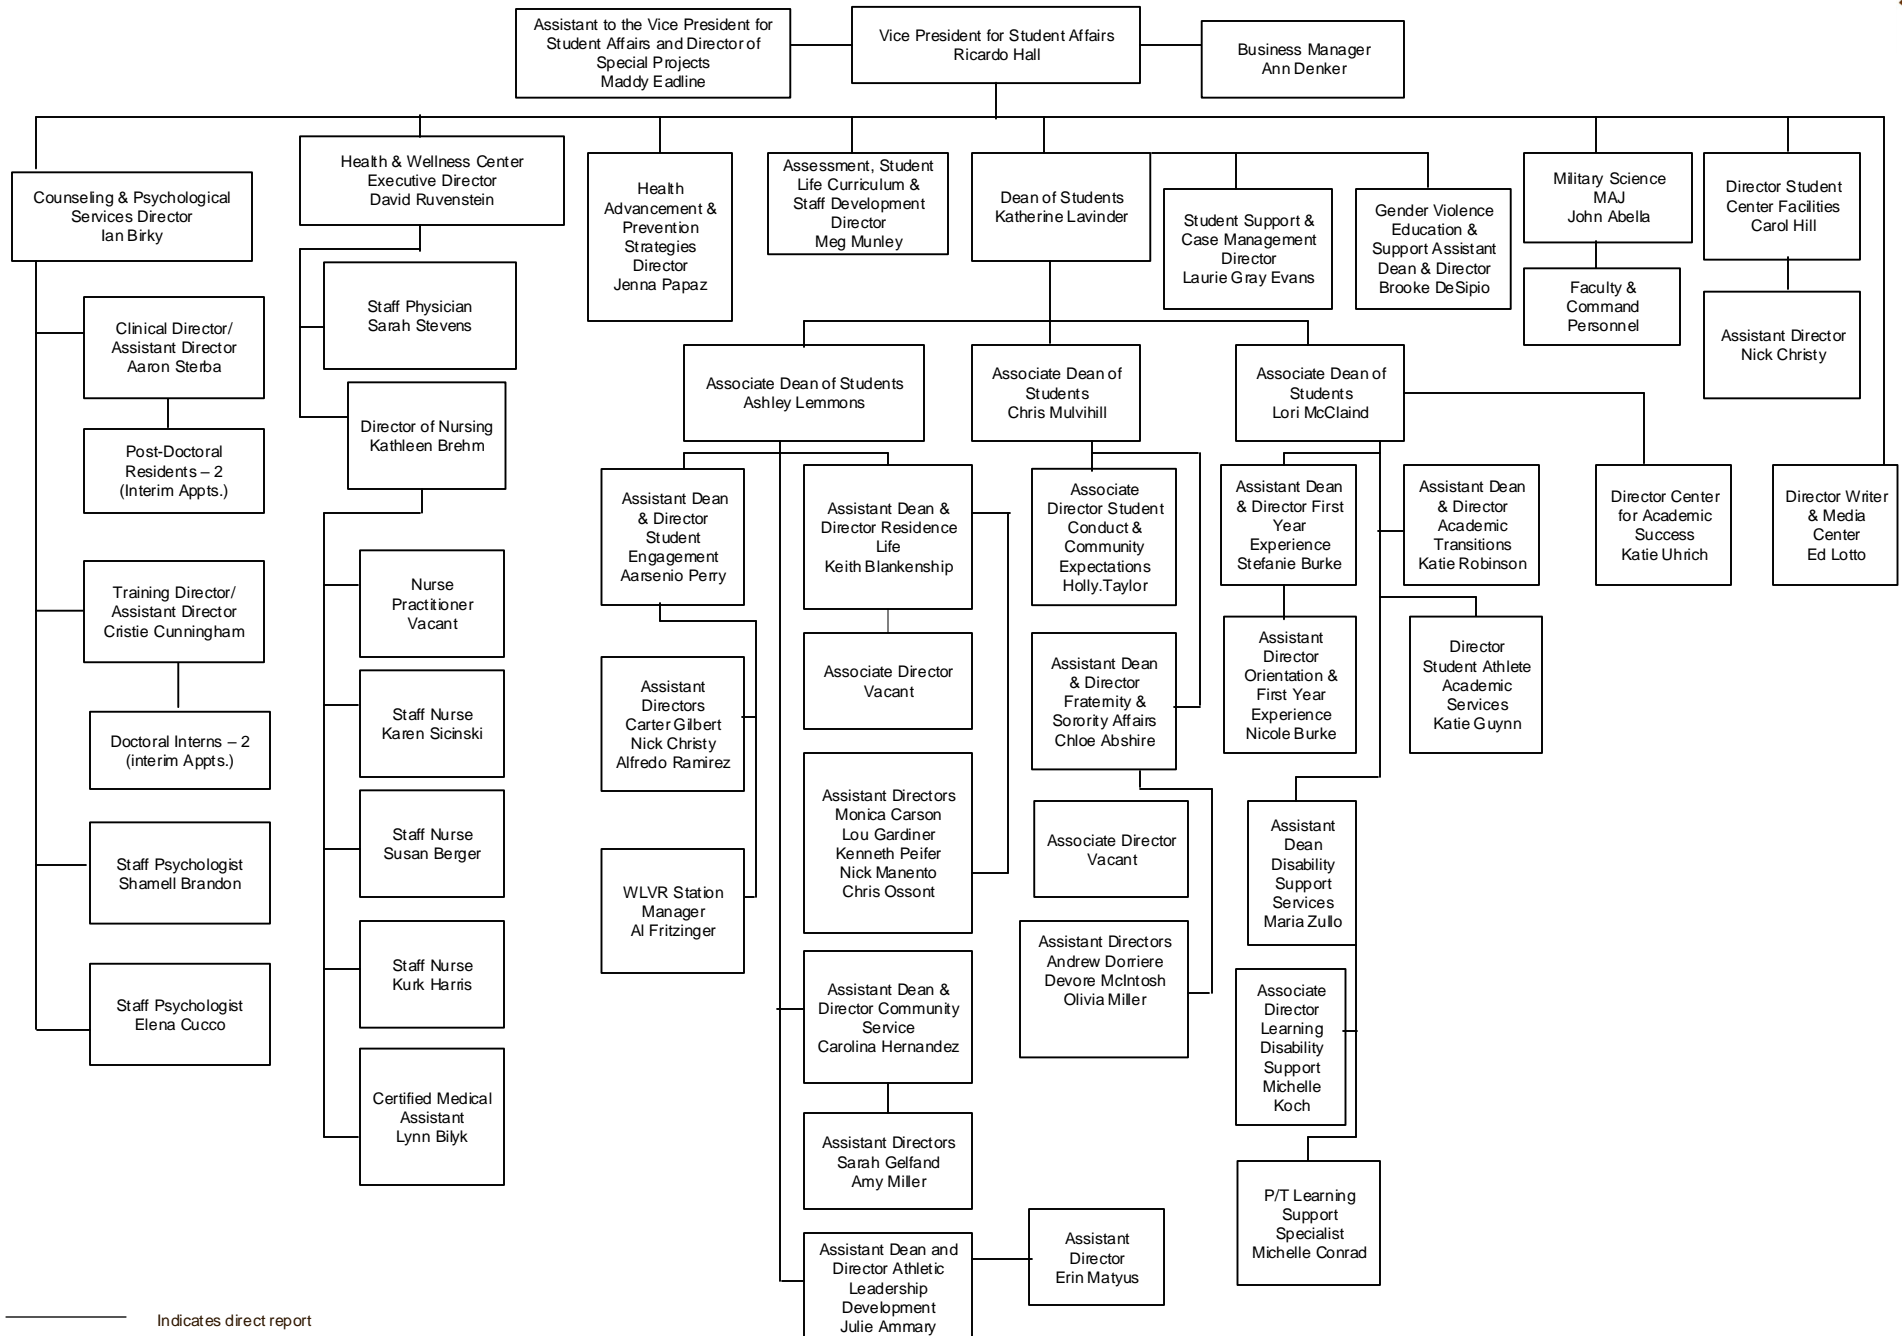 Assistant to the Vice President for
Student Affairs and Director of
Special Projects
Maddy Eadline
Vice President for Student Affairs
Ricardo Hall
Business Manager
Ann Denker
Counseling & Psychological
Services Director
Ian Birky
Health & Wellness Center
Executive Director
David Ruvenstein
Health
Advancement &
Prevention
Strategies
Director
Jenna Papaz
Assessment, Student
Life Curriculum &
Staff Development
Director
Meg Munley
Dean of Students
Katherine Lavinder
Student Support &
Case Management
Director
Laurie Gray Evans
Gender Violence
Education &
Support Assistant
Dean & Director
Brooke DeSipio
Military Science
MAJ
John Abella
Director Student
Center Facilities
Carol Hill
Faculty &
Command
Personnel
Assistant Director
Nick Christy
Clinical Director/
Assistant Director
Aaron Sterba
Post-Doctoral
Residents – 2
(Interim Appts.)
Training Director/
Assistant Director
Cristie Cunningham
Doctoral Interns – 2
(interim Appts.)
Staff Psychologist
Shamell Brandon
Staff Psychologist
Elena Cucco
Staff Physician
Sarah Stevens
Director of Nursing
Kathleen Brehm
Nurse
Practitioner
Vacant
Staff Nurse
Karen Sicinski
Staff Nurse
Susan Berger
Staff Nurse
Kurk Harris
Certified Medical
Assistant
Lynn Bilyk
Associate Dean of Students
Ashley Lemmons
Associate Dean of
Students
Chris Mulvihill
Associate Dean of
Students
Lori McClaind
Assistant Dean
& Director
Student
Engagement
Aarsenio Perry
Assistant
Directors
Carter Gilbert
Nick Christy
Alfredo Ramirez
WLVR Station
Manager
Al Fritzinger
Assistant Dean &
Director Residence
Life
Keith Blankenship
Associate Director
Vacant
Assistant Directors
Monica Carson
Lou Gardiner
Kenneth Peifer
Nick Manento
Chris Ossont
Assistant Dean &
Director Community
Service
Carolina Hernandez
Assistant Directors
Sarah Gelfand
Amy Miller
Assistant Dean and
Director Athletic
Leadership
Development
Julie Ammary
Assistant
Director
Erin Matyus
Associate
Director Student
Conduct &
Community
Expectations
Holly.Taylor
Assistant Dean
& Director
Fraternity &
Sorority Affairs
Chloe Abshire
Associate Director
Vacant
Assistant Directors
Andrew Dorriere
Devore McIntosh
Olivia Miller
Assistant Dean
& Director First
Year
Experience
Stefanie Burke
Assistant
Director
Orientation &
First Year
Experience
Nicole Burke
Assistant Dean
& Director
Academic
Transitions
Katie Robinson
Director
Student Athlete
Academic
Services
Katie Guynn
Assistant
Dean
Disability
Support
Services
Maria Zullo
Associate
Director
Learning
Disability
Support
Michelle
Koch
P/T Learning
Support
Specialist
Michelle Conrad
Director Center
for Academic
Success
Katie Uhrich
Director Writer
& Media
Center
Ed Lotto
Indicates direct report